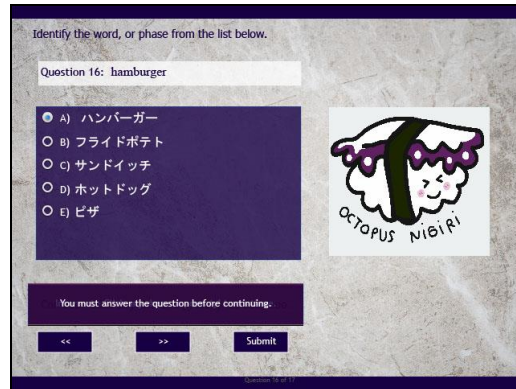 Identify the word, or phase from the list below.
Question 16: hamburger
A) ハンバーガー
B) フライドポテト
C) サンドイッチ
D) ホットドッグ
E) ピザ
OCTOPUS NiGiRi
You must answer the question before continuing.
<< >> Submit
Question 16 of 17